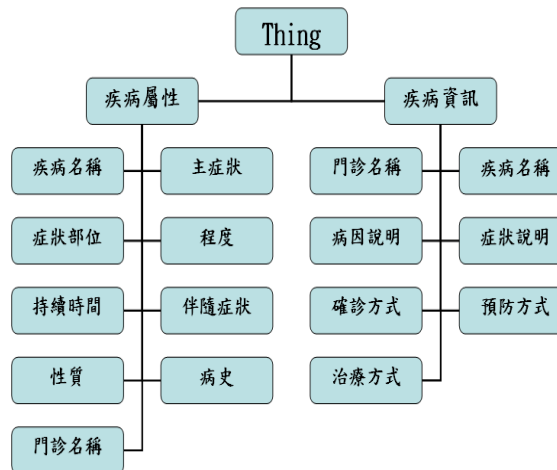 Thing
疾病屬性
疾病資訊
疾病名稱
主症狀
門診名稱
疾病名稱
症狀部位
程度
病因說明
症狀說明
持續時間
伴隨症狀
確診方式
預防方式
性質
病史
治療方式
門診名稱